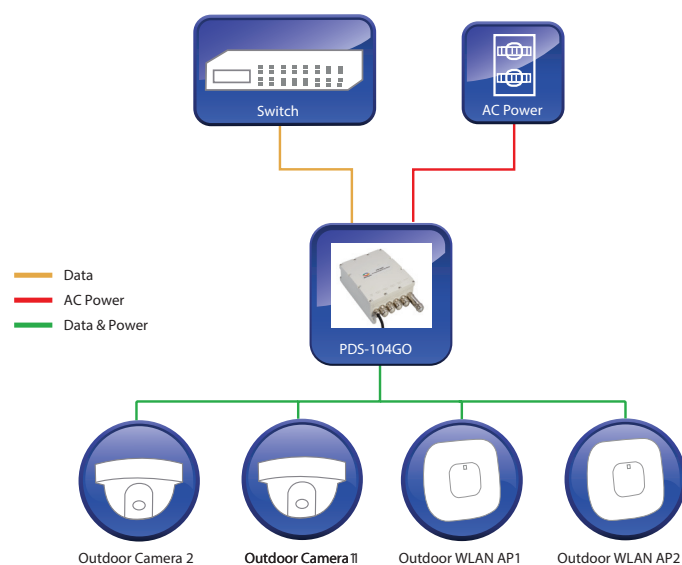 Switch
AC Power
Data
AC Power
Data & Power
PDS-104GO
Outdoor Camera 2
Outdoor Camera 1
Outdoor WLAN AP1
Outdoor WLAN AP2